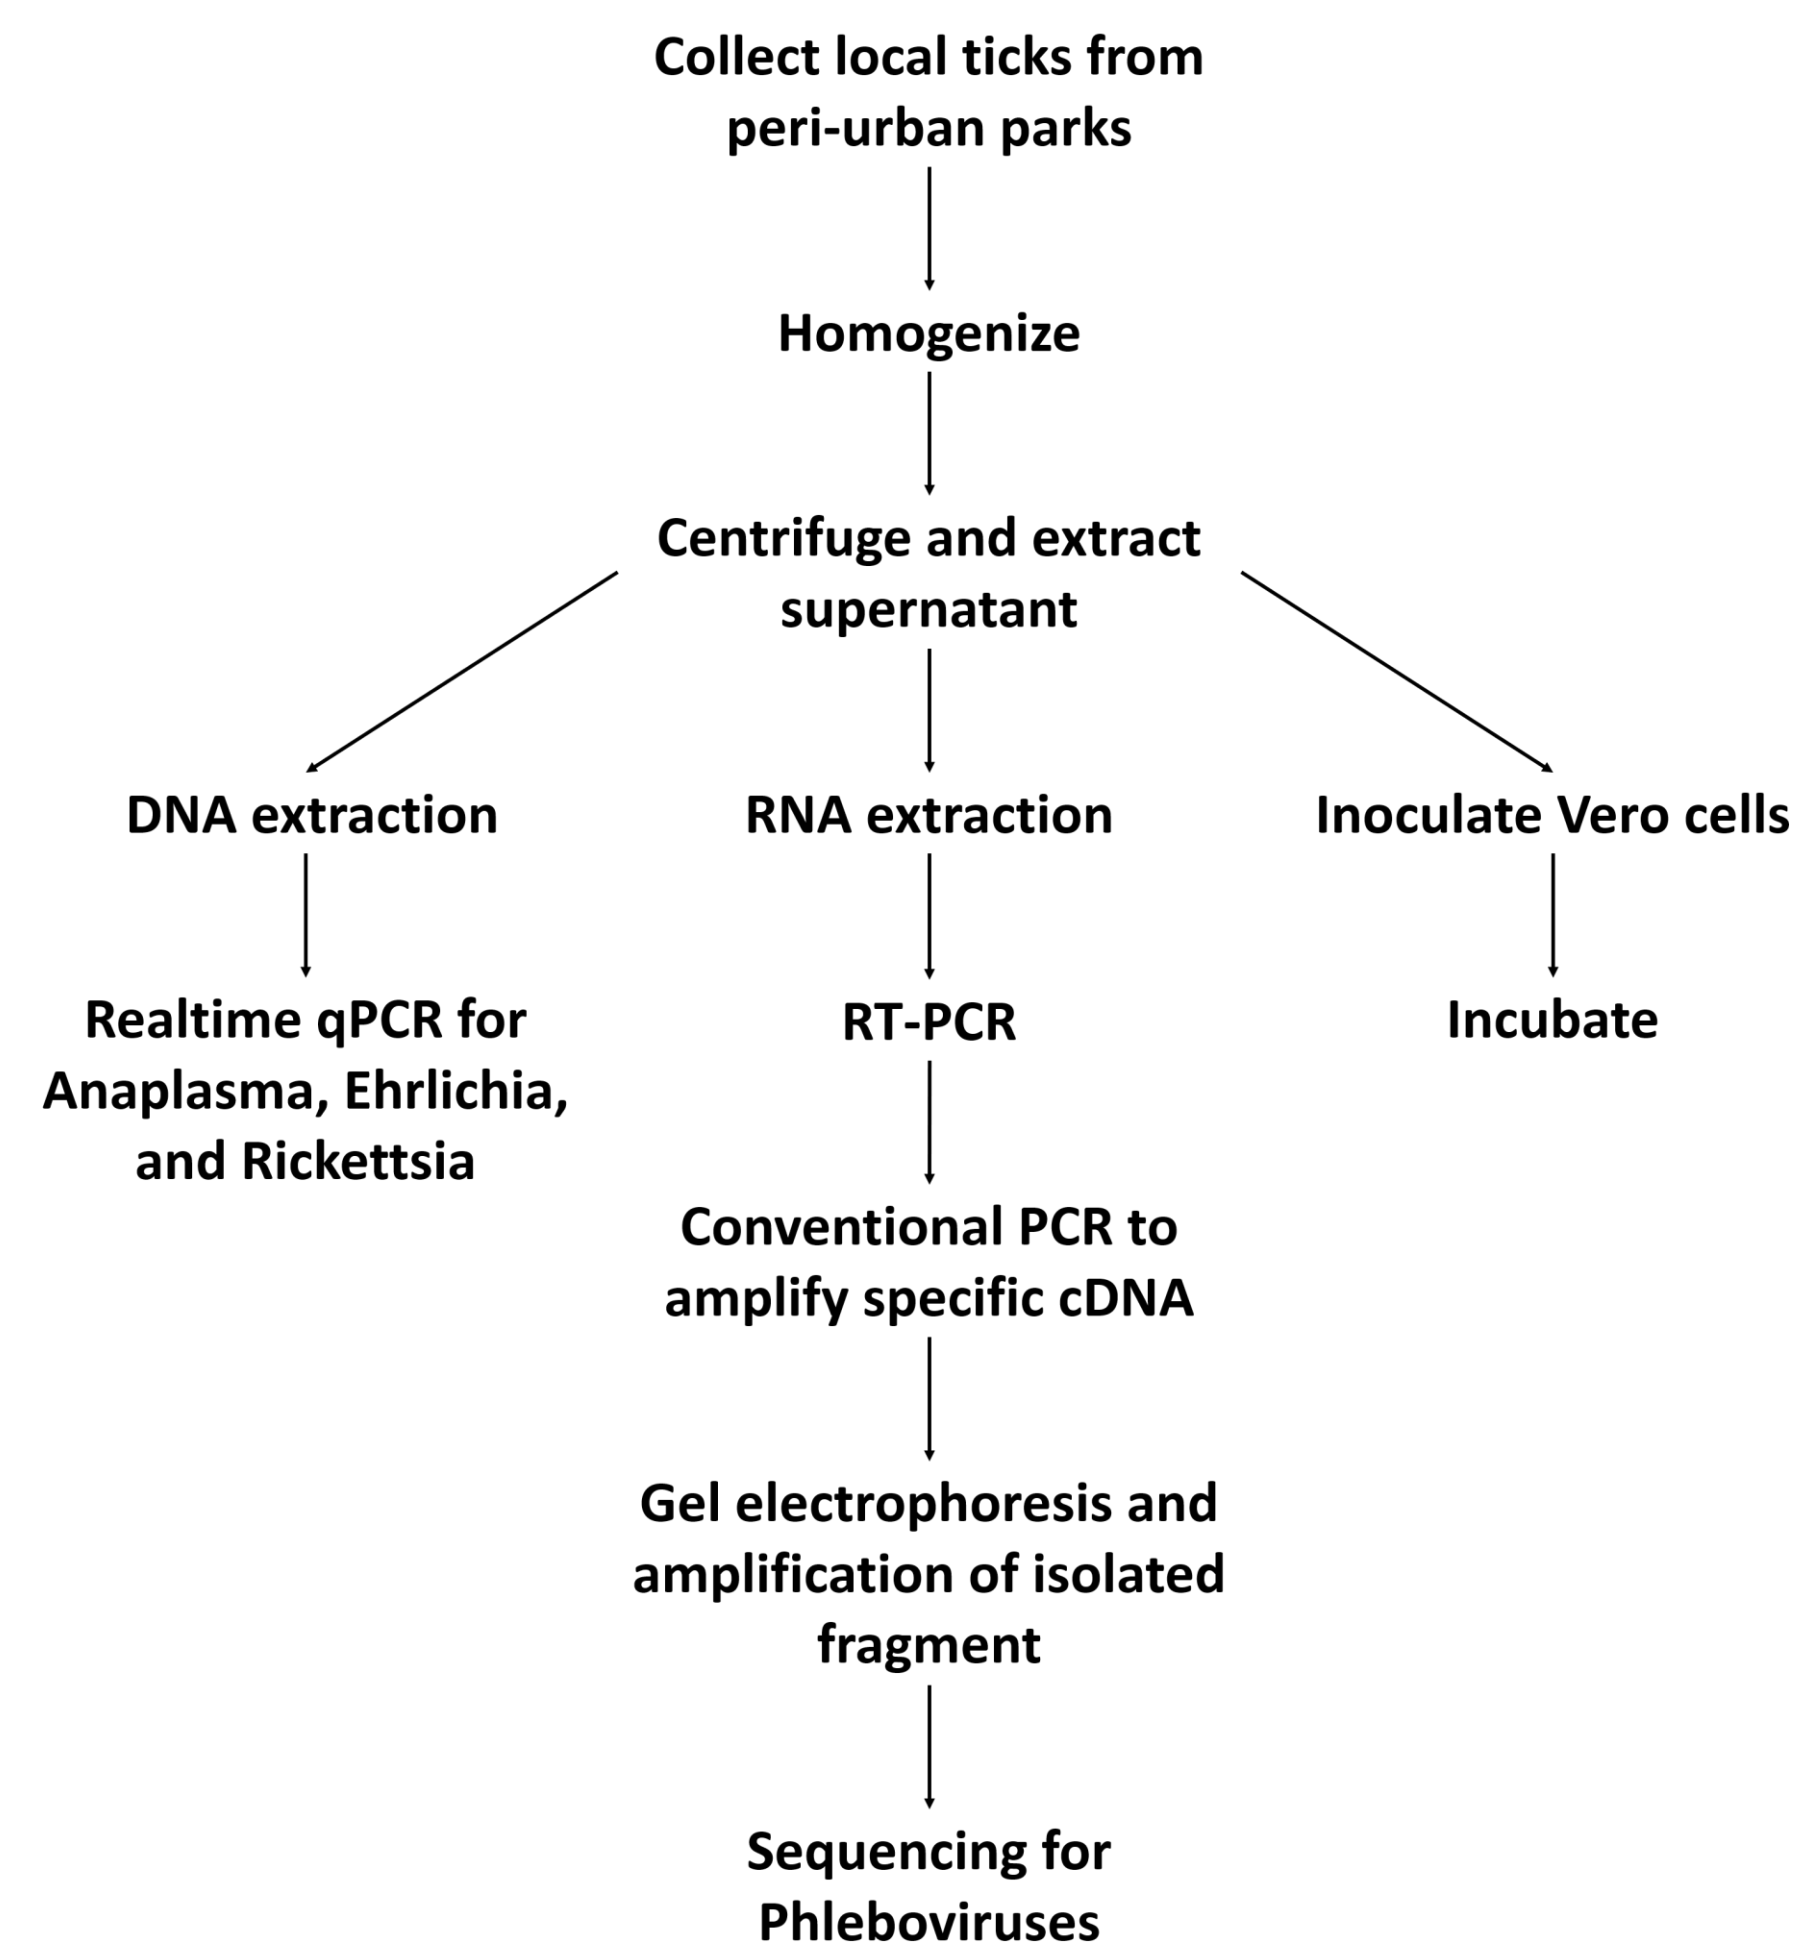 Collect local ticks from
peri-urban parks
Homogenize
Centrifuge and extract
supernatant
DNA extraction
RNA extraction
Inoculate Vero cells
Realtime qPCR for
Anaplasma, Ehrlichia,
and Rickettsia
RT-PCR
Incubate
Conventional PCR to
amplify specific cDNA
Gel electrophoresis and
amplification of isolated
fragment
Sequencing for
Phleboviruses